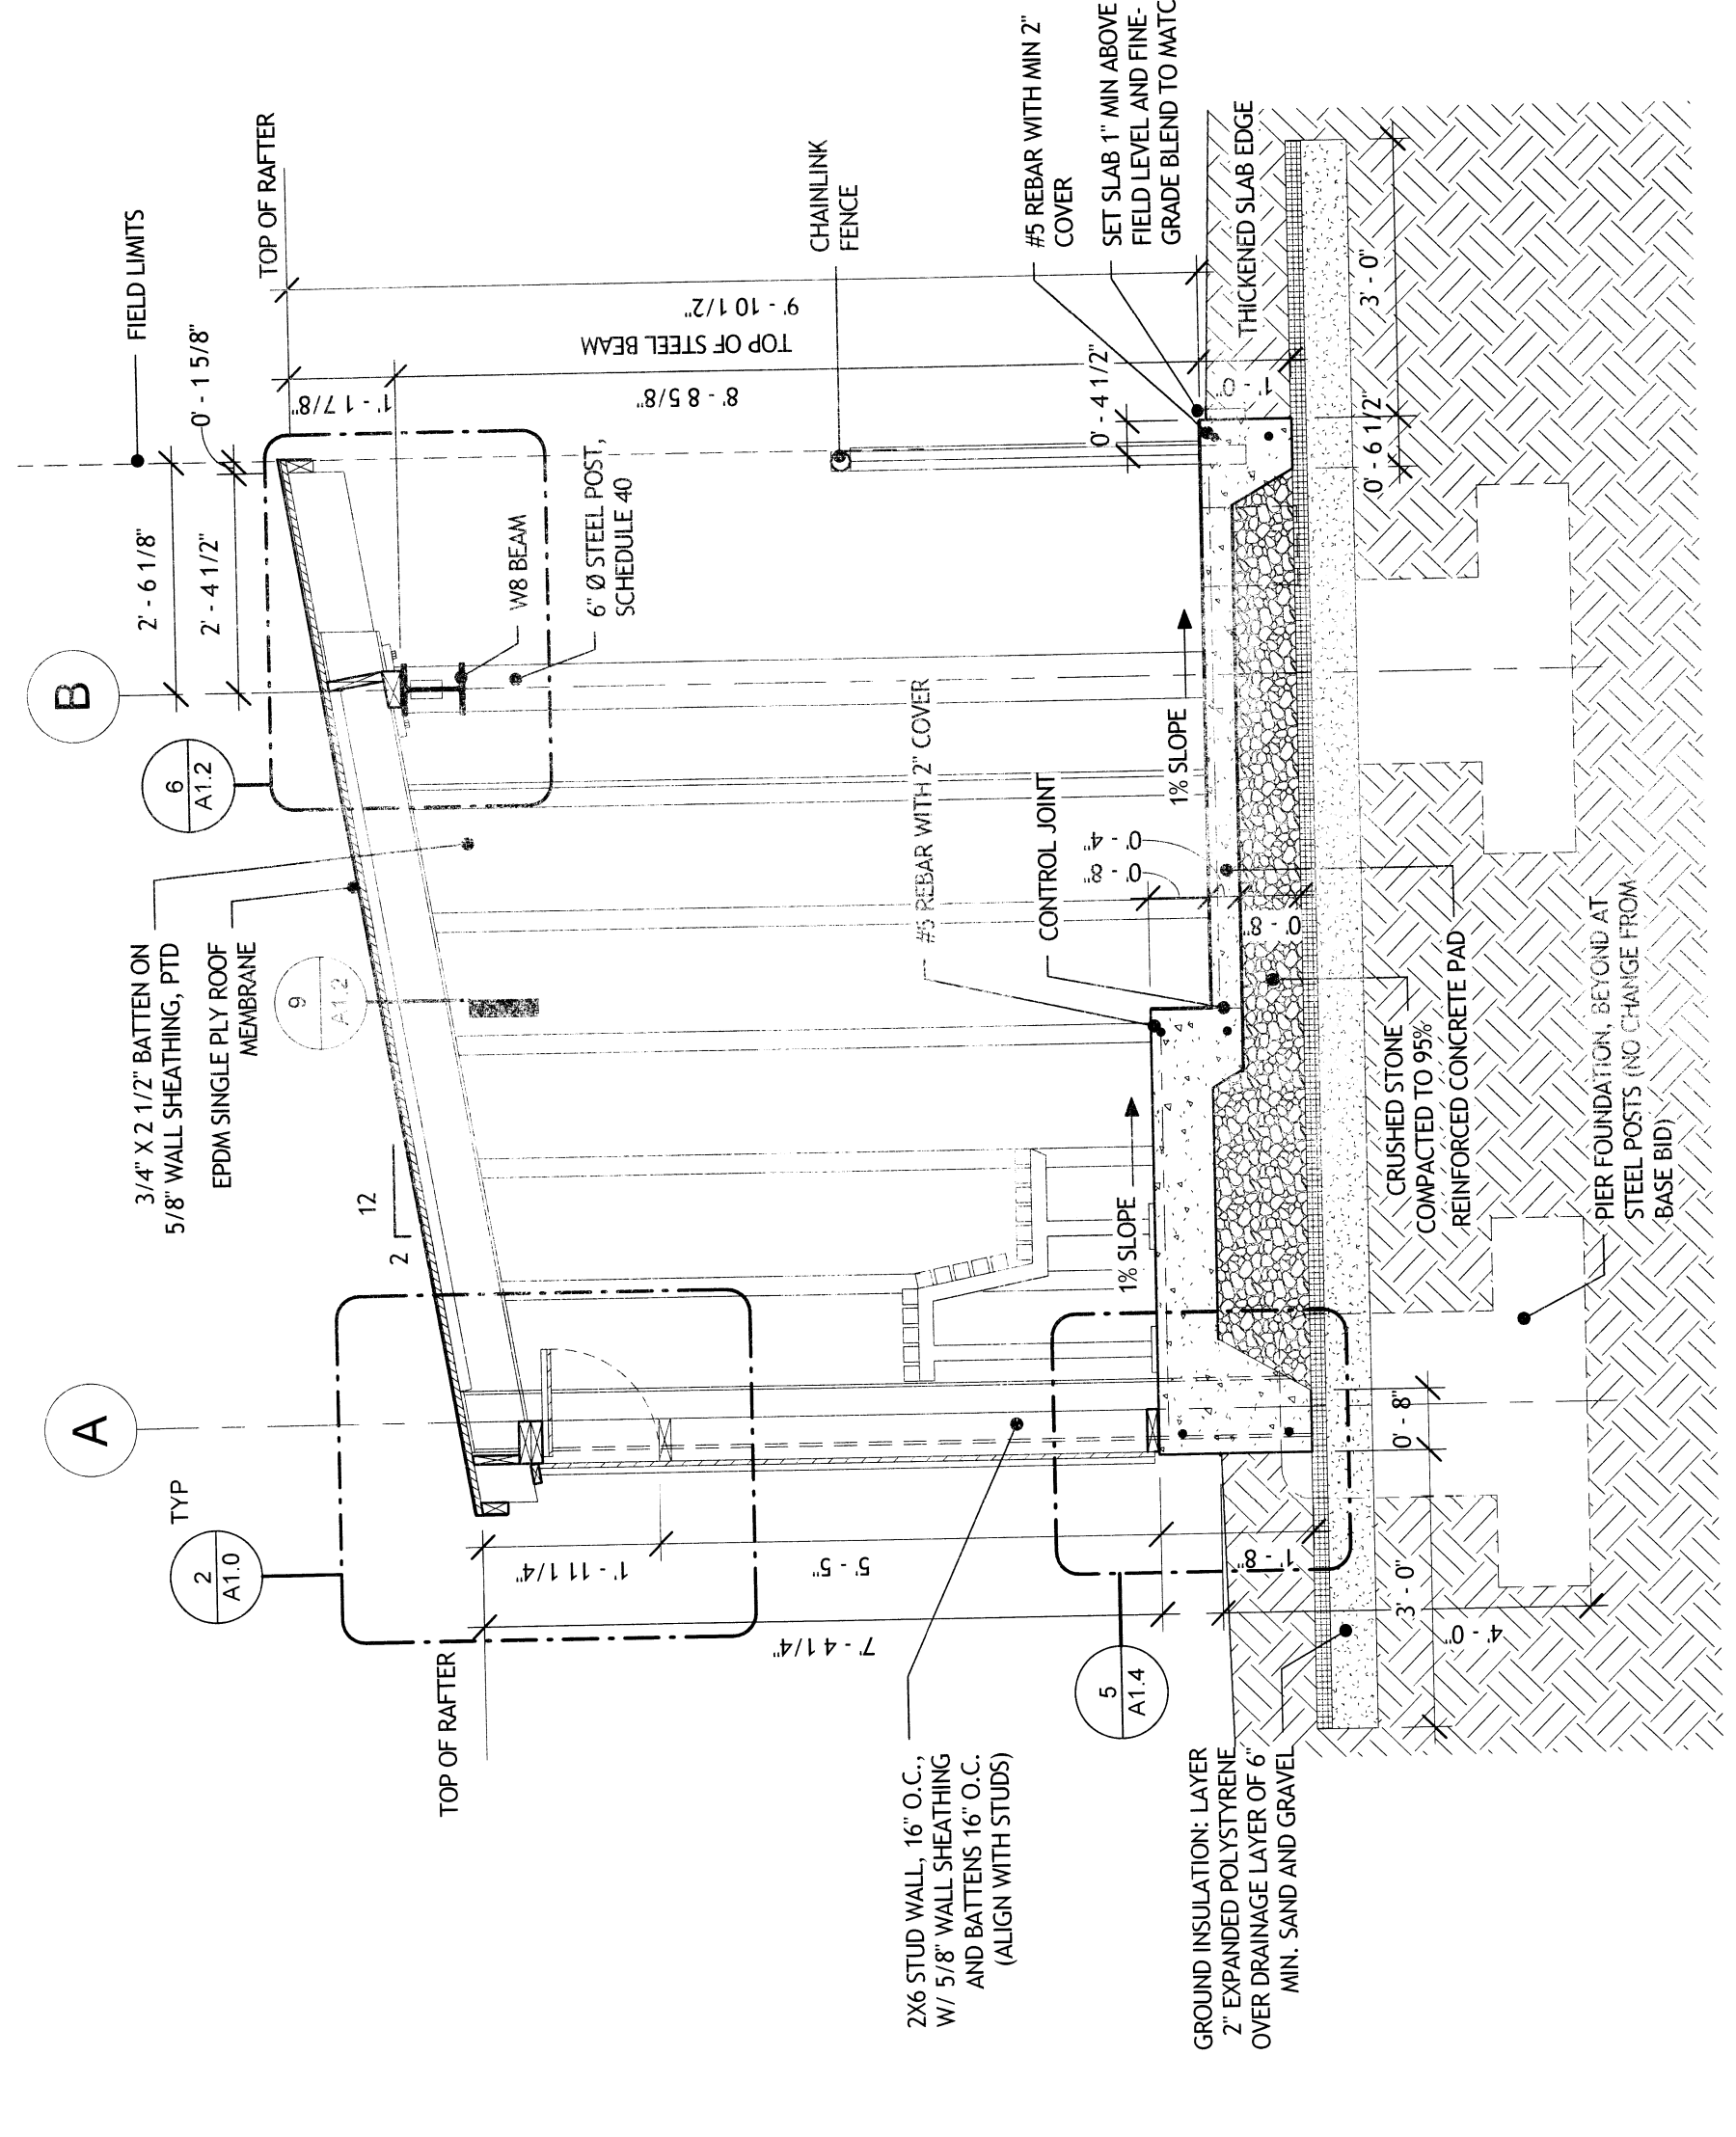 TYP
2
A1.0
A
B
6
A1.2
9
A1.2
FIELD LIMITS
2' - 6 1/8"
0' - 1 5/8"
2' - 4 1/2"
TOP OF RAFTER
3/4" X 2 1/2" BATTEN ON
5/8" WALL SHEATHING, PTD
EPDM SINGLE PLY ROOF
MEMBRANE
12
2
1' - 1 7/8"
8' - 8 5/8"
TOP OF STEEL BEAM
9' - 10 1/2"
W8 BEAM
6" Ø STEEL POST,
SCHEDULE 40
CHAINLINK
FENCE
TOP OF RAFTER
1' - 11 1/4"
5' - 5"
7' - 4 1/4"
1' - 8"
4' - 0"
2X6 STUD WALL, 16" O.C.,
W/ 5/8" WALL SHEATHING
AND BATTENS 16" O.C.
(ALIGN WITH STUDS)
5
A1.4
#5 REBAR WITH 2" COVER
CONTROL JOINT
1% SLOPE
1% SLOPE
0' - 8"
0' - 4"
0' - 8"
#5 REBAR WITH MIN 2"
COVER
SET SLAB 1" MIN ABOVE
FIELD LEVEL AND FINE-
GRADE BLEND TO MATC
0' - 4 1/2"
1' - 0"
THICKENED SLAB EDGE
0' - 6 1/2"
3' - 0"
GROUND INSULATION: LAYER
2" EXPANDED POLYSTYRENE
OVER DRAINAGE LAYER OF 6"
MIN. SAND AND GRAVEL
3' - 0"
0' - 8"
CRUSHED STONE
COMPACTED TO 95%
REINFORCED CONCRETE PAD
PIER FOUNDATION, BEYOND AT
STEEL POSTS (NO CHANGE FROM
BASE BID)